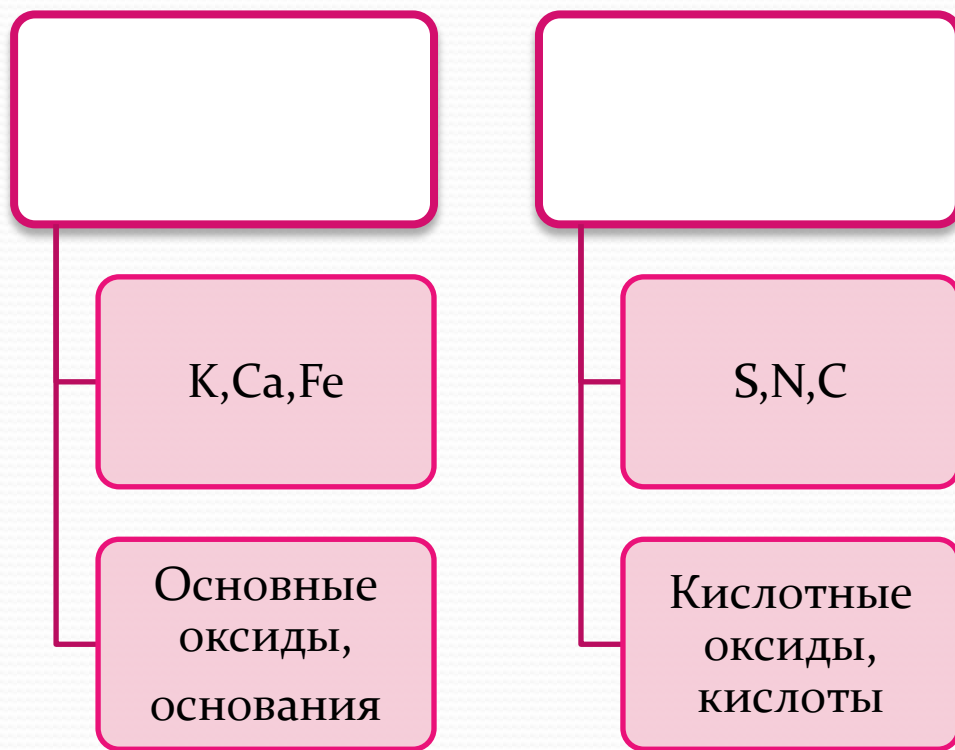 K,Ca,Fe
S,N,C
Основные
оксиды,
основания
Кислотные
оксиды,
кислоты